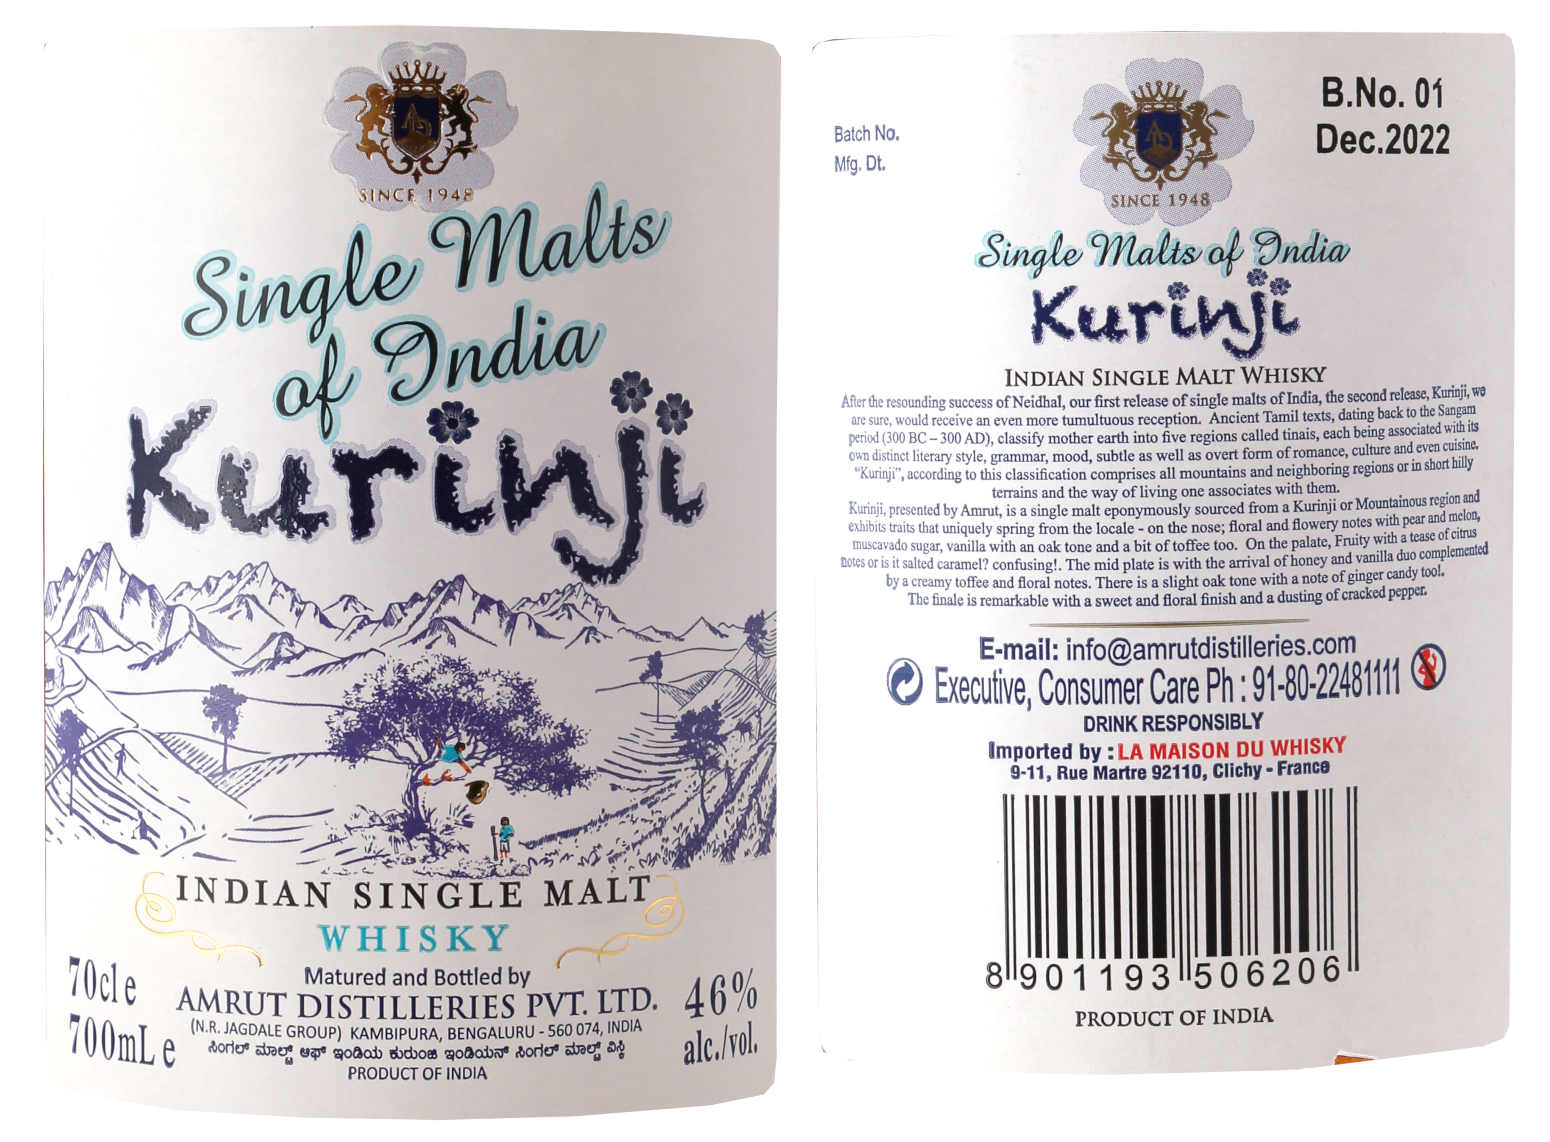 SINCE 1948
Single Malts
of India
Kurinji
INDIAN SINGLE MALT
WHISKY
70cl e
700mL e
Matured and Bottled by
AMRUT DISTILLERIES PVT. LTD.
(N.R. JAGDALE GROUP) KAMBIPURA, BENGALURU - 560 074, INDIA
ಸಿಂಗಲ್ ಮಾಲ್ಟ್ ಆಫ್ ಇಂಡಿಯ ಕುರುಂಜಿ ಇಂಡಿಯನ್ ಸಿಂಗಲ್ ಮಾಲ್ಟ್ ವಿಸ್ಕಿ
PRODUCT OF INDIA
46%
alc./vol.
Batch No.
Mfg. Dt.
B.No. 01
Dec.2022
SINCE 1948
Single Malts of India
Kurinji
INDIAN SINGLE MALT WHISKY
After the resounding success of Neidhal, our first release of single malts of India, the second release, Kurinji, we
are sure, would receive an even more tumultuous reception. Ancient Tamil texts, dating back to the Sangam
period (300 BC – 300 AD), classify mother earth into five regions called tinais, each being associated with its
own distinct literary style, grammar, mood, subtle as well as overt form of romance, culture and even cuisine.
“Kurinji”, according to this classification comprises all mountains and neighboring regions or in short hilly
terrains and the way of living one associates with them.
Kurinji, presented by Amrut, is a single malt eponymously sourced from a Kurinji or Mountainous region and
exhibits traits that uniquely spring from the locale - on the nose; floral and flowery notes with pear and melon,
muscavado sugar, vanilla with an oak tone and a bit of toffee too. On the palate, Fruity with a tease of citrus
notes or is it salted caramel? confusing!. The mid plate is with the arrival of honey and vanilla duo complemented
by a creamy toffee and floral notes. There is a slight oak tone with a note of ginger candy too!.
The finale is remarkable with a sweet and floral finish and a dusting of cracked pepper.
E-mail: info@amrutdistilleries.com
Executive, Consumer Care Ph : 91-80-22481111
DRINK RESPONSIBLY
Imported by : LA MAISON DU WHISKY
9-11, Rue Martre 92110, Clichy - France
8 901193 506206
PRODUCT OF INDIA